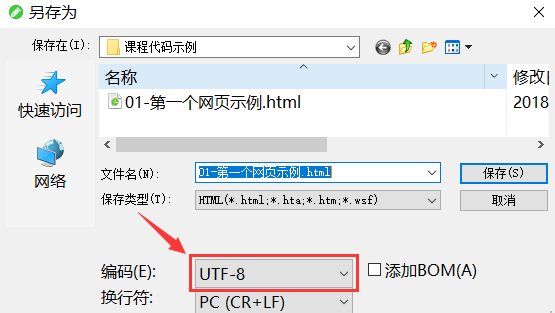 另存为
保存在(I):
课程代码示例
名称
修改
快速访问
01-第一个网页示例.html
2018
网络
文件名(N):
01-第一个网页示例.html
保存(S)
保存类型(T):
HTML(*.html;*.hta;*.htm;*.wsf)
取消
编码(E):
UTF-8
添加BOM(A)
换行符:
PC (CR+LF)